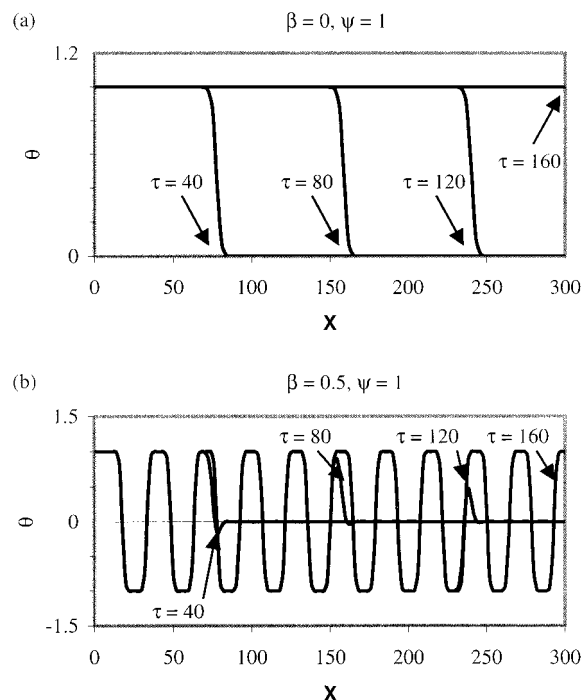 (a)
β = 0, ψ = 1
1.2
θ
τ = 40
τ = 80
τ = 120
τ = 160
0
0 50 100 150 200 250 300
X
(b)
β = 0.5, ψ = 1
1.5
τ = 80
τ = 120
τ = 160
θ
0
τ = 40
-1.5
0 50 100 150 200 250 300
X